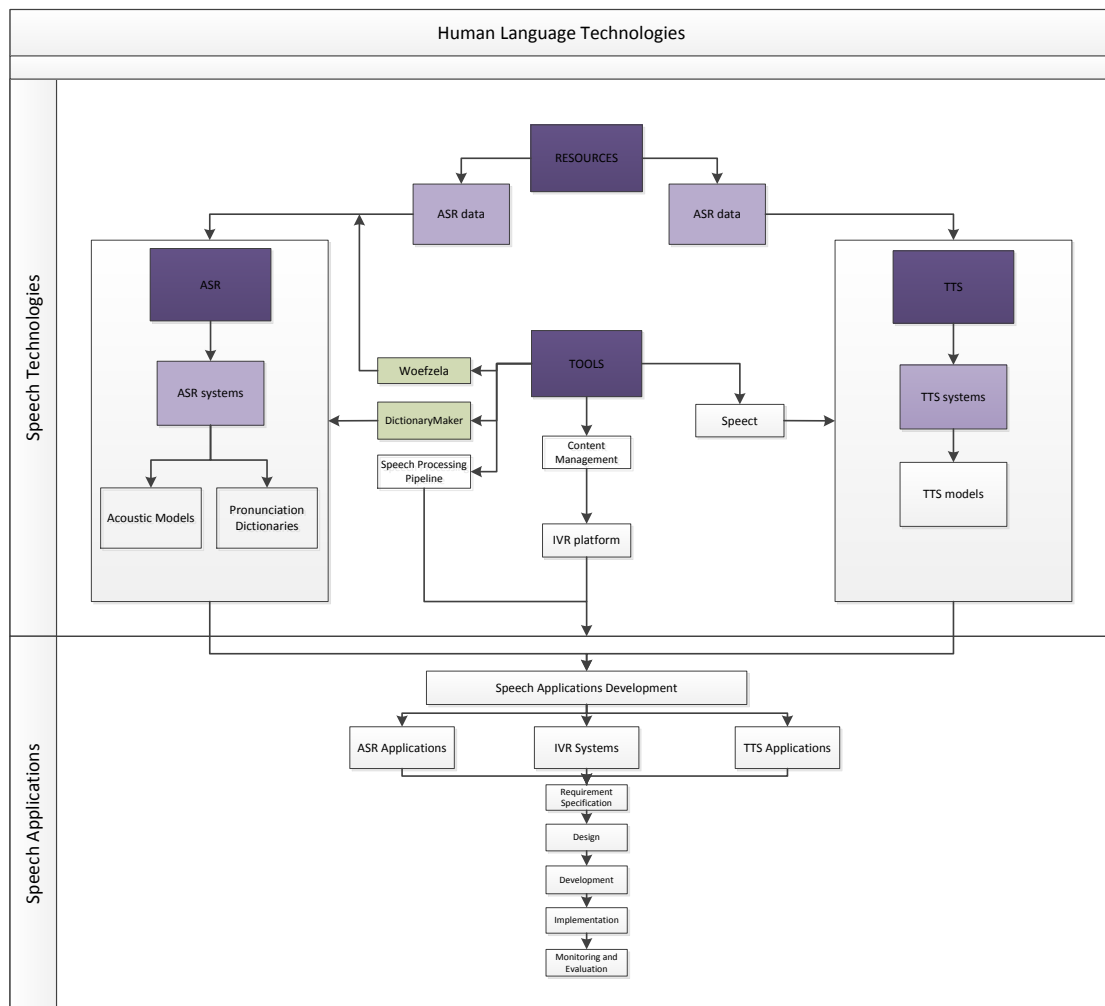 Human Language Technologies
Speech Technologies
RESOURCES
ASR data
ASR data
ASR
TTS
Woefzela
TOOLS
ASR systems
TTS systems
DictionaryMaker
Speect
Content
Management
Speech Processing
Pipeline
Acoustic Models
Pronunciation
Dictionaries
TTS models
IVR platform
Speech Applications
Speech Applications Development
ASR Applications
IVR Systems
TTS Applications
Requirement
Specification
Design
Development
Implementation
Monitoring and
Evaluation